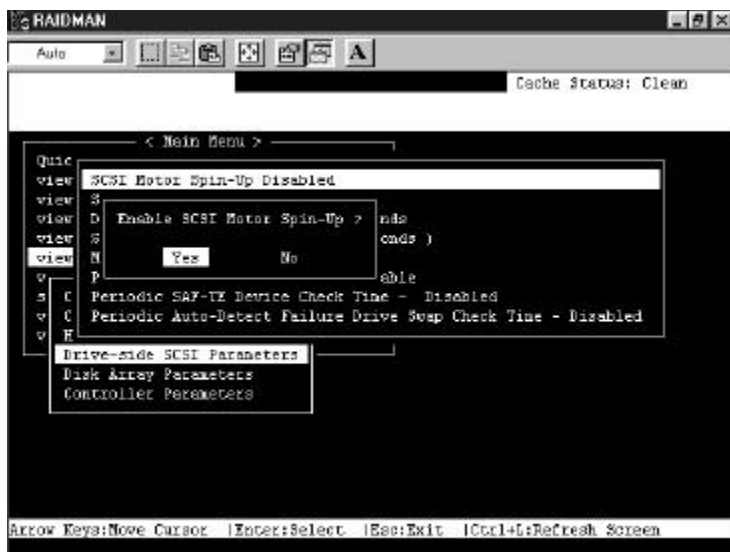 RAIDMAN
Auto
A
Cache Status: Clean
< Main Menu >
Quic
view SCSI Motor Spin-Up Disabled
view S
view D Enable SCSI Motor Spin-Up ? nds
view S onds )
view M Yes No
v P able
s C Periodic SAF-TE Device Check Time - Disabled
v C Periodic Auto-Detect Failure Drive Swap Check Time - Disabled
v H
Drive-side SCSI Parameters
Disk Array Parameters
Controller Parameters
Arrow Keys:Move Cursor |Enter:Select |Esc:Exit |Ctrl+L:Refresh Screen